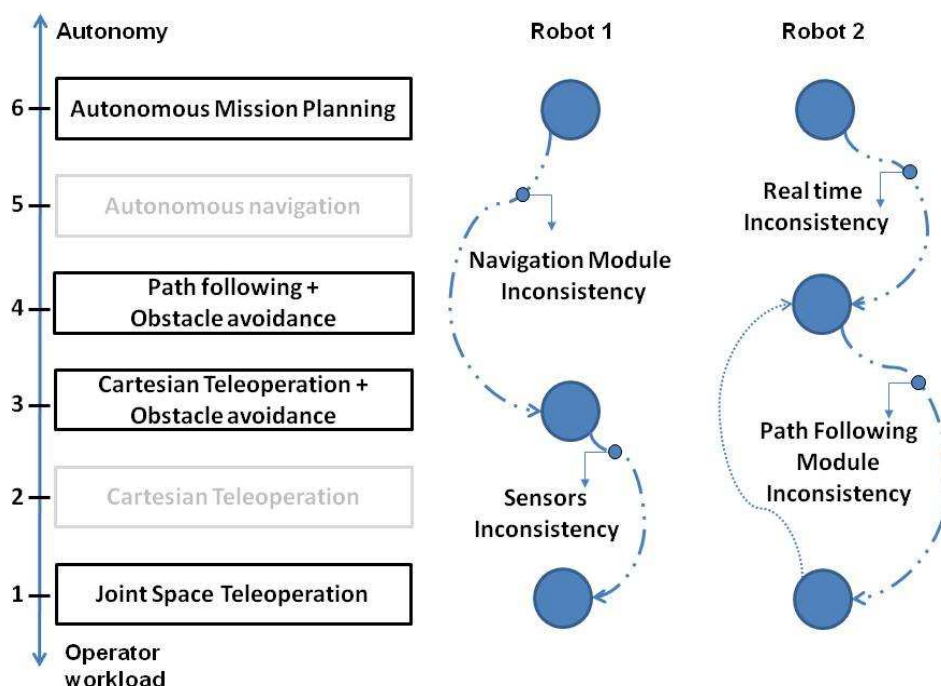 Autonomy
Robot 1
Robot 2
6
Autonomous Mission Planning
5
Autonomous navigation
Real time
Inconsistency
Navigation Module
Inconsistency
4
Path following +
Obstacle avoidance
3
Cartesian Teleoperation +
Obstacle avoidance
Path Following
Module
Inconsistency
2
Cartesian Teleoperation
Sensors
Inconsistency
1
Joint Space Teleoperation
Operator
workload